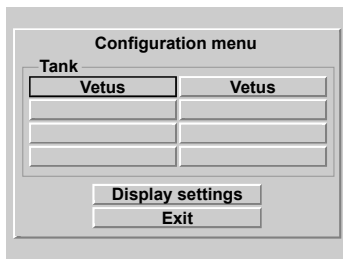 Configuration menu
Tank
Vetus Vetus
Display settings
Exit